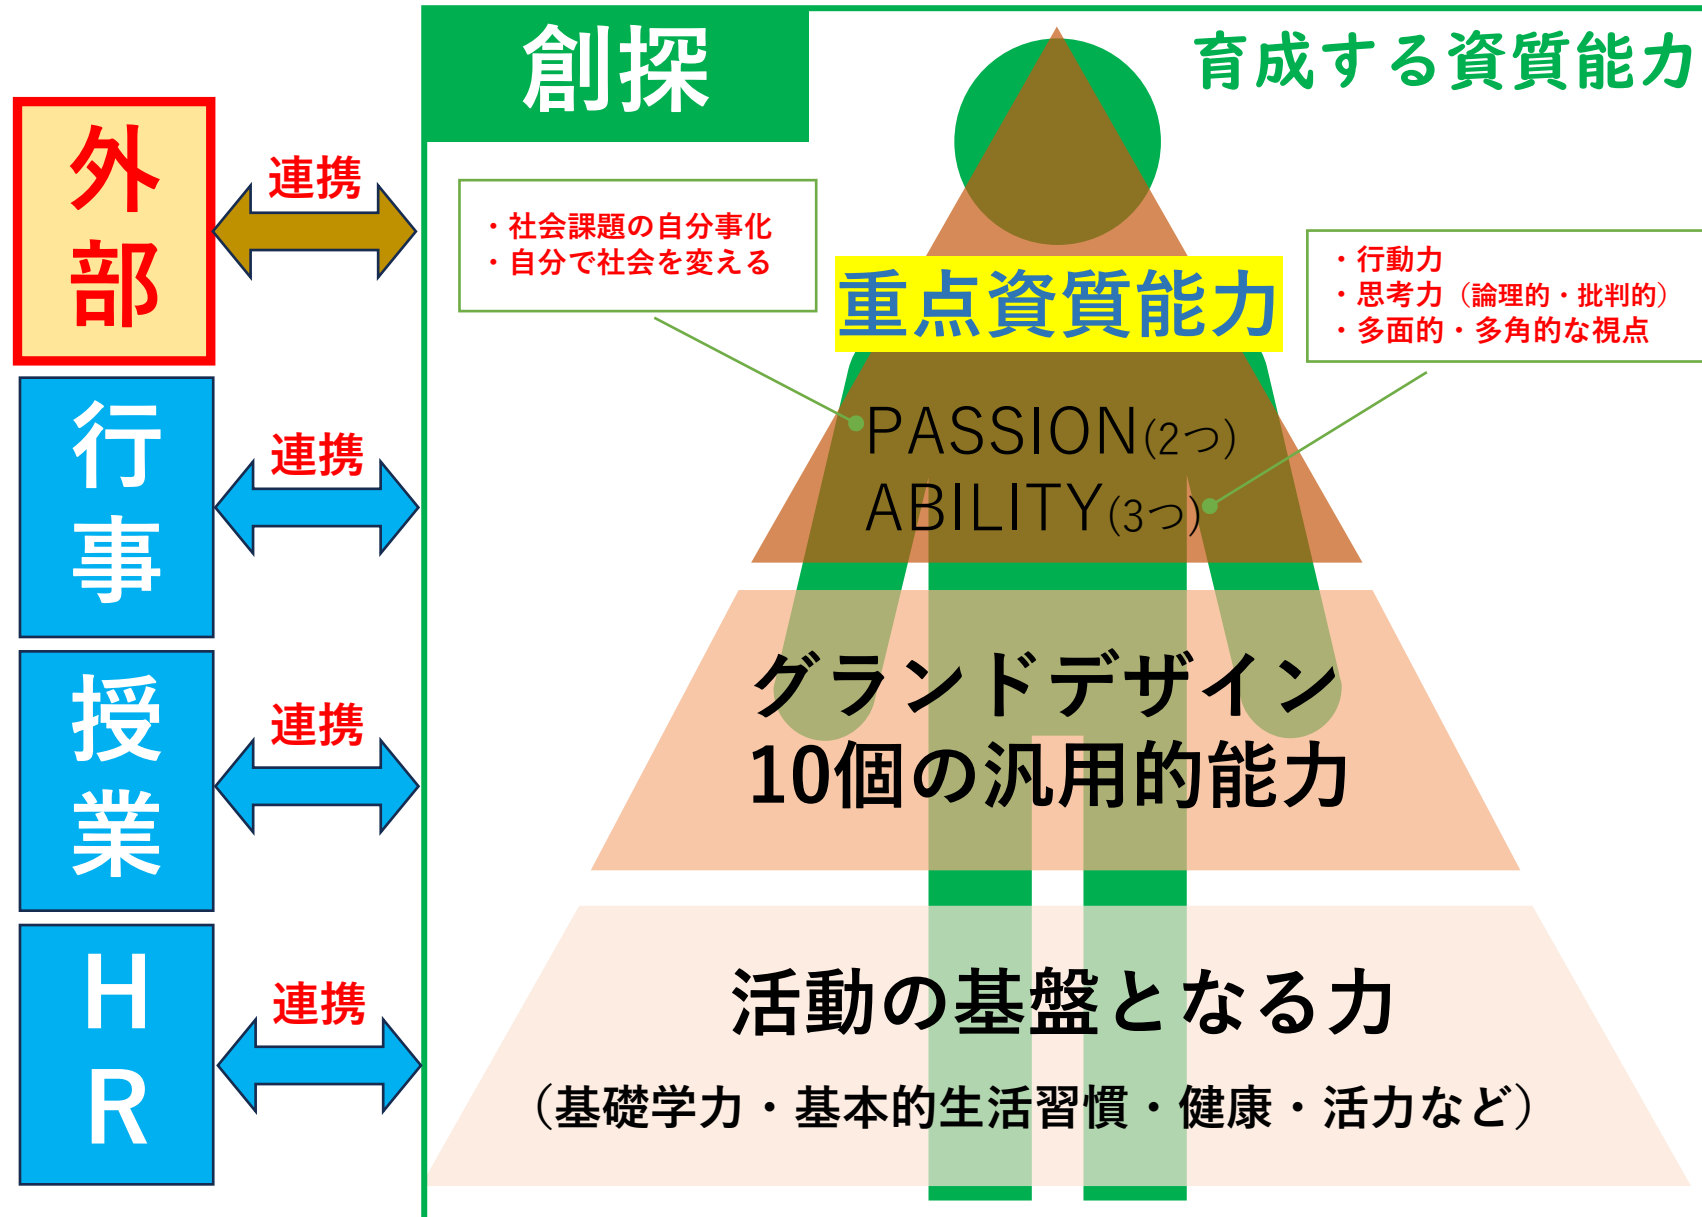 創探
育成する資質能力
外部
連携
行事
連携
授業
連携
HR
連携
・社会課題の自分事化
・自分で社会を変える
・行動力
・思考力（論理的・批判的）
・多面的・多角的な視点
重点資質能力
PASSION(2つ)
ABILITY(3つ)
グランドデザイン
10個の汎用的能力
活動の基盤となる力
（基礎学力・基本的生活習慣・健康・活力など）